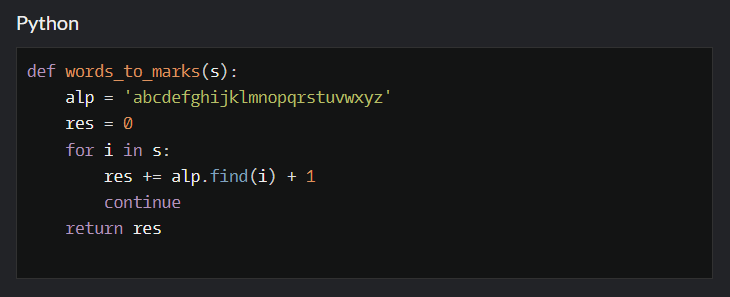 Python
def words_to_marks(s):
    alp = 'abcdefghijklmnopqrstuvwxyz'
    res = 0
    for i in s:
        res += alp.find(i) + 1
        continue
    return res